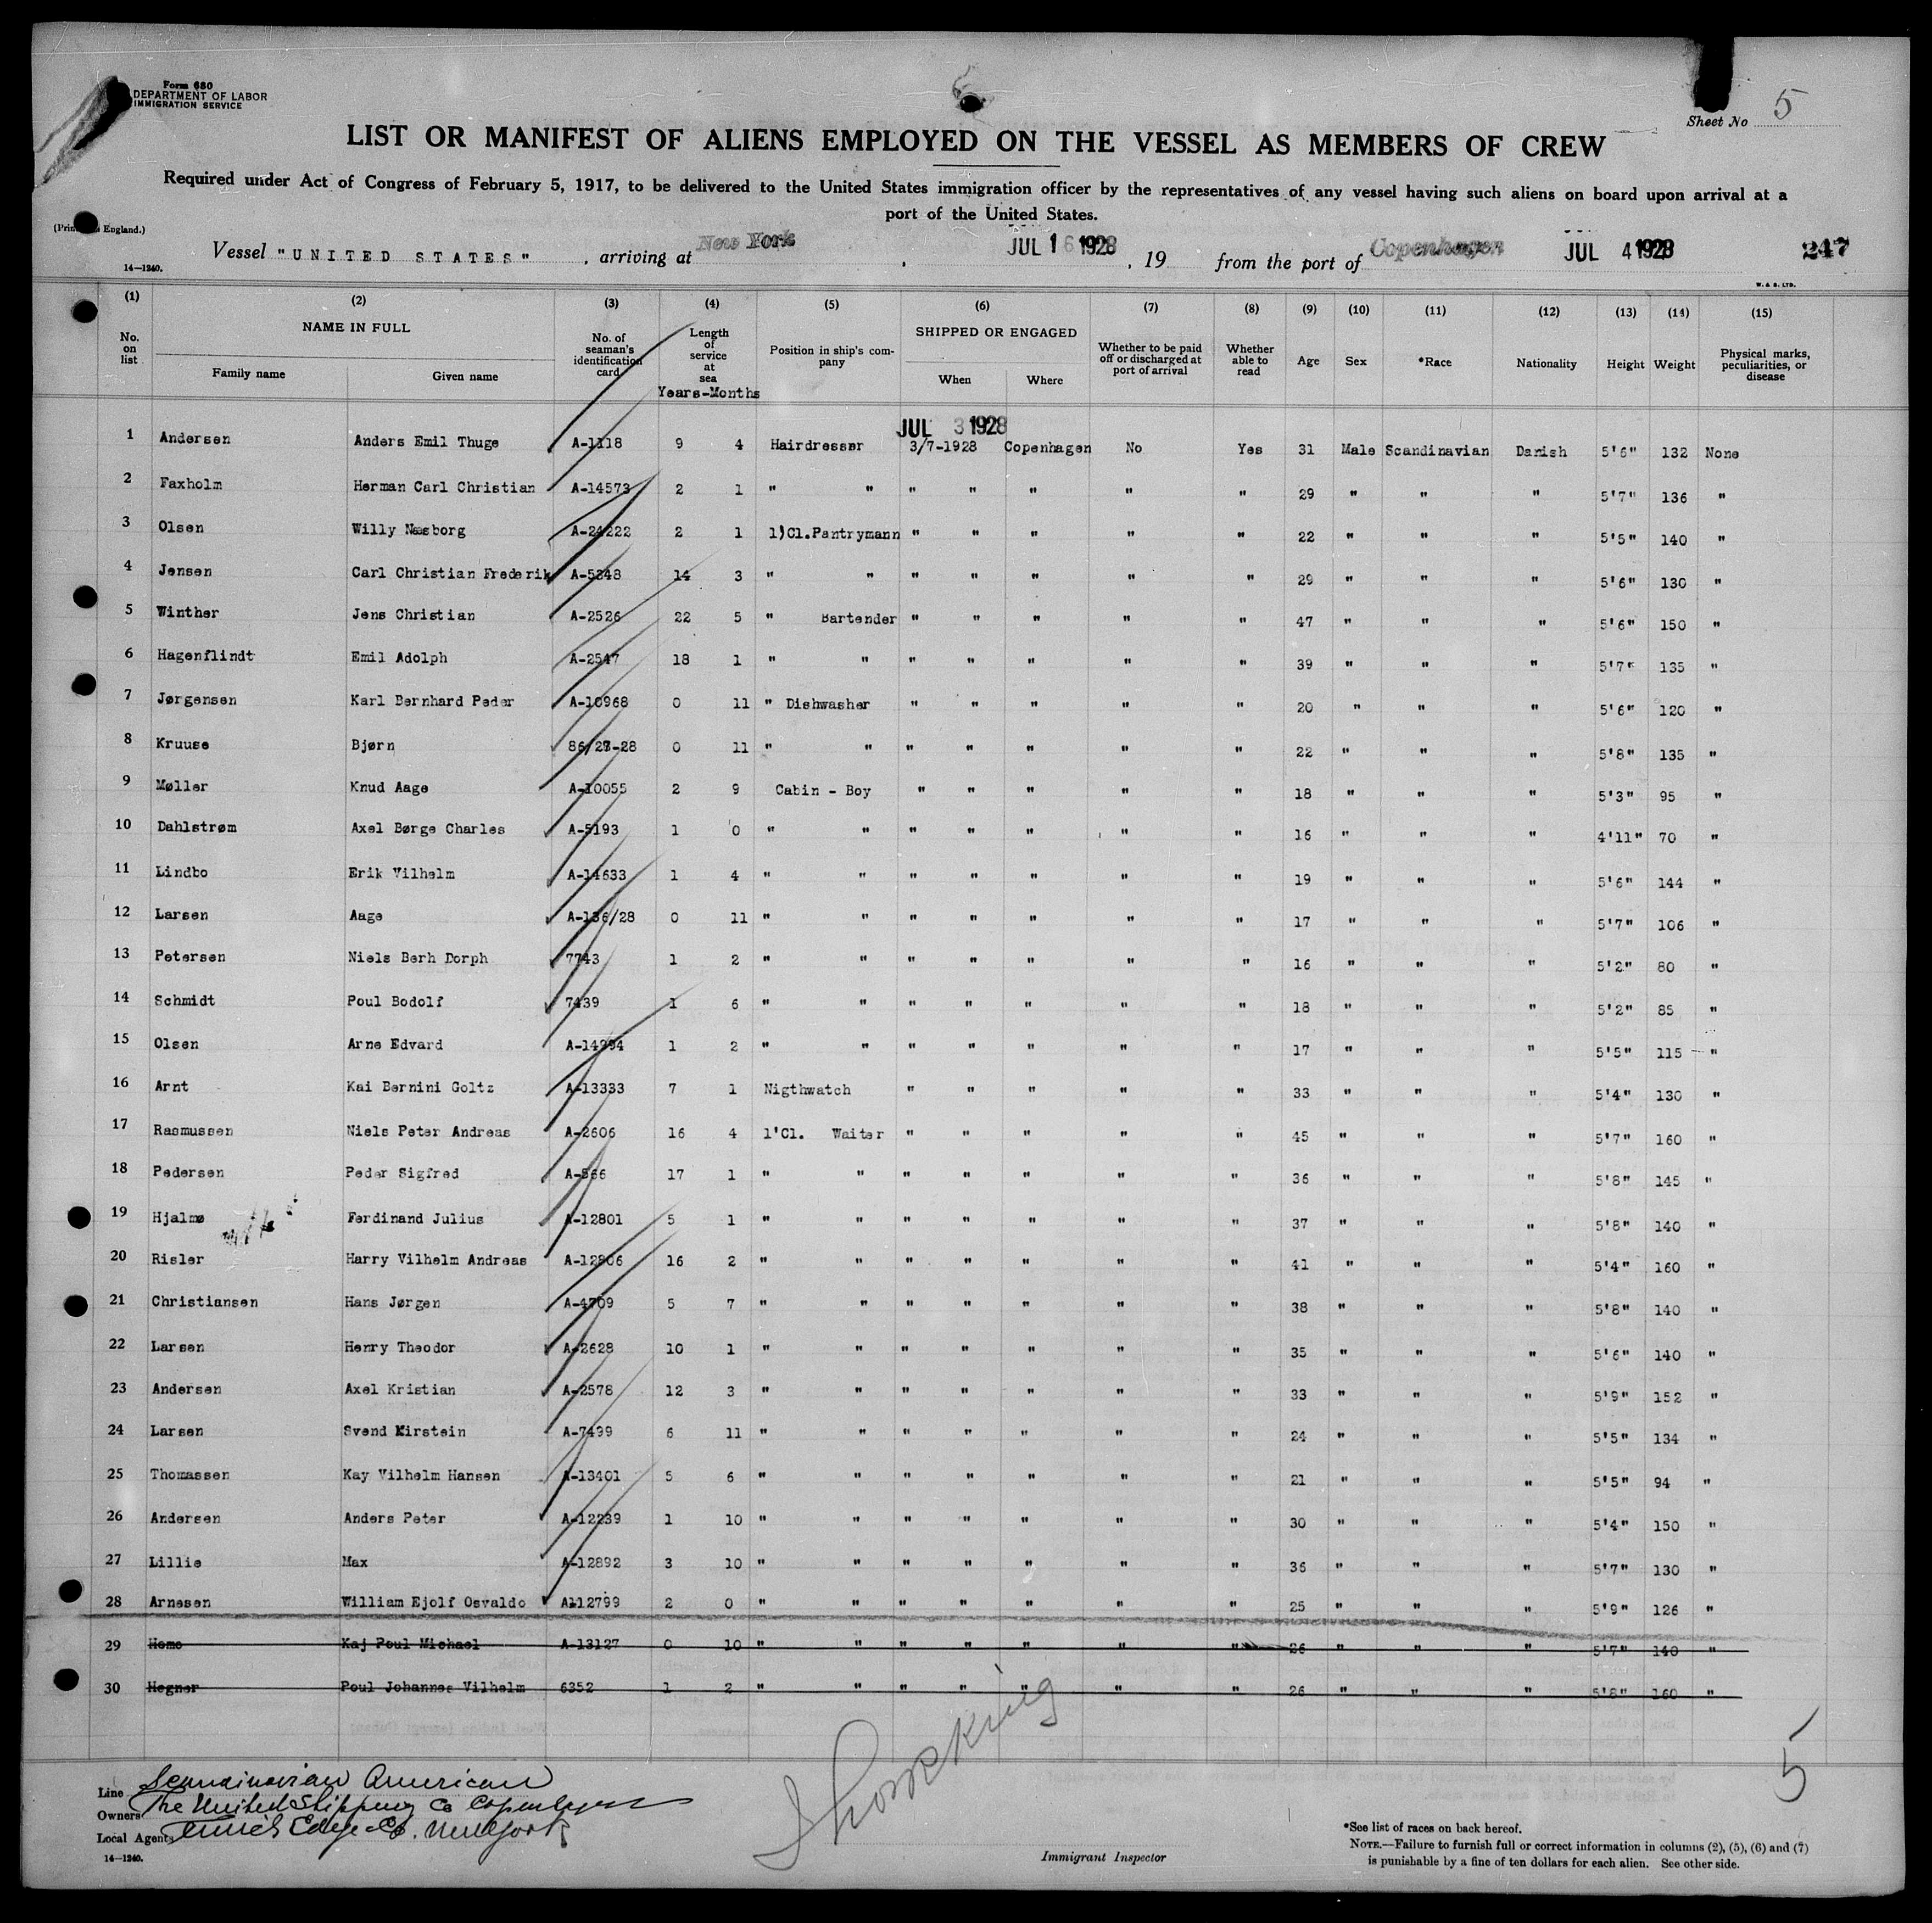 Form 680
DEPARTMENT OF LABOR
IMMIGRATION SERVICE
Sheet No 5
LIST OR MANIFEST OF ALIENS EMPLOYED ON THE VESSEL AS MEMBERS OF CREW
Required under Act of Congress of February 5, 1917, to be delivered to the United States immigration officer by the representatives of any vessel having such aliens on board upon arrival at a
port of the United States.
England.)
Vessel "UNITED STATES" , arriving at New York , JUL 16 1928 , 19 from the port of Copenhagen JUL 4 1928 247
14—1240.
W. & S. LTD.
(1) (2) (3) (4) (5) (6) (7) (8) (9) (10) (11) (12) (13) (14) (15)
No. on list NAME IN FULL Family name Given name No. of seaman's identification card Length of service at sea Years-Months Position in ship's company SHIPPED OR ENGAGED When Where Whether to be paid off or discharged at port of arrival Whether able to read Age Sex *Race Nationality Height Weight Physical marks, peculiarities, or disease
JUL 3 1928
1 Andersen Anders Emil Thuge A-1118 9 4 Hairdresser 3/7-1928 Copenhagen No Yes 31 Male Scandinavian Danish 5'6" 132 None
2 Faxholm Herman Carl Christian A-14573 2 1 " " " " " " " 29 " " " 5'7" 136 "
3 Olsen Willy Næsborg A-24222 2 1 1)Cl.Pantrymann " " " " " 22 " " " 5'5" 140 "
4 Jensen Carl Christian Frederik A-5248 14 3 " " " " " " " 29 " " " 5'6" 130 "
5 Winther Jens Christian A-2526 22 5 " Bartender " " " " " 47 " " " 5'6" 150 "
6 Hagenflindt Emil Adolph A-2547 18 1 " " " " " " " 39 " " " 5'7" 135 "
7 Jørgensen Karl Bernhard Peder A-10968 0 11 " Dishwasher " " " " " 20 " " " 5'6" 120 "
8 Kruuse Bjørn 86/27-28 0 11 " " " " " " " 22 " " " 5'8" 135 "
9 Møller Knud Aage A-10055 2 9 Cabin - Boy " " " " " 18 " " " 5'3" 95 "
10 Dahlstrøm Axel Børge Charles A-5193 1 0 " " " " " " " 16 " " " 4'11" 70 "
11 Lindbo Erik Vilhelm A-14633 1 4 " " " " " " " 19 " " " 5'6" 144 "
12 Larsen Aage A-136/28 0 11 " " " " " " " 17 " " " 5'7" 106 "
13 Petersen Niels Berh Dorph 7743 1 2 " " " " " " " 16 " " " 5'2" 80 "
14 Schmidt Poul Bodolf 7439 1 6 " " " " " " " 18 " " " 5'2" 85 "
15 Olsen Arne Edvard A-14294 1 2 " " " " " " " 17 " " " 5'5" 115 "
16 Arnt Kai Bernini Goltz A-13333 7 1 Nigthwatch " " " " " 33 " " " 5'4" 130 "
17 Rasmussen Niels Peter Andreas A-2606 16 4 1'Cl. Waiter " " " " " 45 " " " 5'7" 160 "
18 Pedersen Peder Sigfred A-566 17 1 " " " " " " " 36 " " " 5'8" 145 "
19 Hjalmø Ferdinand Julius A-12801 5 1 " " " " " " " 37 " " " 5'8" 140 "
20 Risler Harry Vilhelm Andreas A-12806 16 2 " " " " " " " 41 " " " 5'4" 160 "
21 Christiansen Hans Jørgen A-4709 5 7 " " " " " " " 38 " " " 5'8" 140 "
22 Larsen Henry Theodor A-2628 10 1 " " " " " " " 35 " " " 5'6" 140 "
23 Andersen Axel Kristian A-2578 12 3 " " " " " " " 33 " " " 5'9" 152 "
24 Larsen Svend Kirstein A-7499 6 11 " " " " " " " 24 " " " 5'5" 134 "
25 Thomassen Kay Vilhelm Hansen A-13401 5 6 " " " " " " " 21 " " " 5'5" 94 "
26 Andersen Anders Peter A-12239 1 10 " " " " " " " 30 " " " 5'4" 150 "
27 Lillie Max A-12892 3 10 " " " " " " " 36 " " " 5'7" 130 "
28 Arnesen William Ejolf Osvaldo A112799 2 0 " " " " " " " 25 " " " 5'9" 126 "
29 Homo Kaj Poul Michael A-13127 0 10 " " " " " " " 26 " " " 5'7" 140 "
30 Hegner Poul Johannes Vilhelm 6352 1 2 " " " " " " " 26 " " " 5'8" 160 "
5
Line Scandinavian American
Owners The United Shipping Co Copenhagen
Local Agents
14—1240.
Immigrant Inspector
*See list of races on back hereof.
NOTE.—Failure to furnish full or correct information in columns (2), (5), (6) and (7)
is punishable by a fine of ten dollars for each alien. See other side.